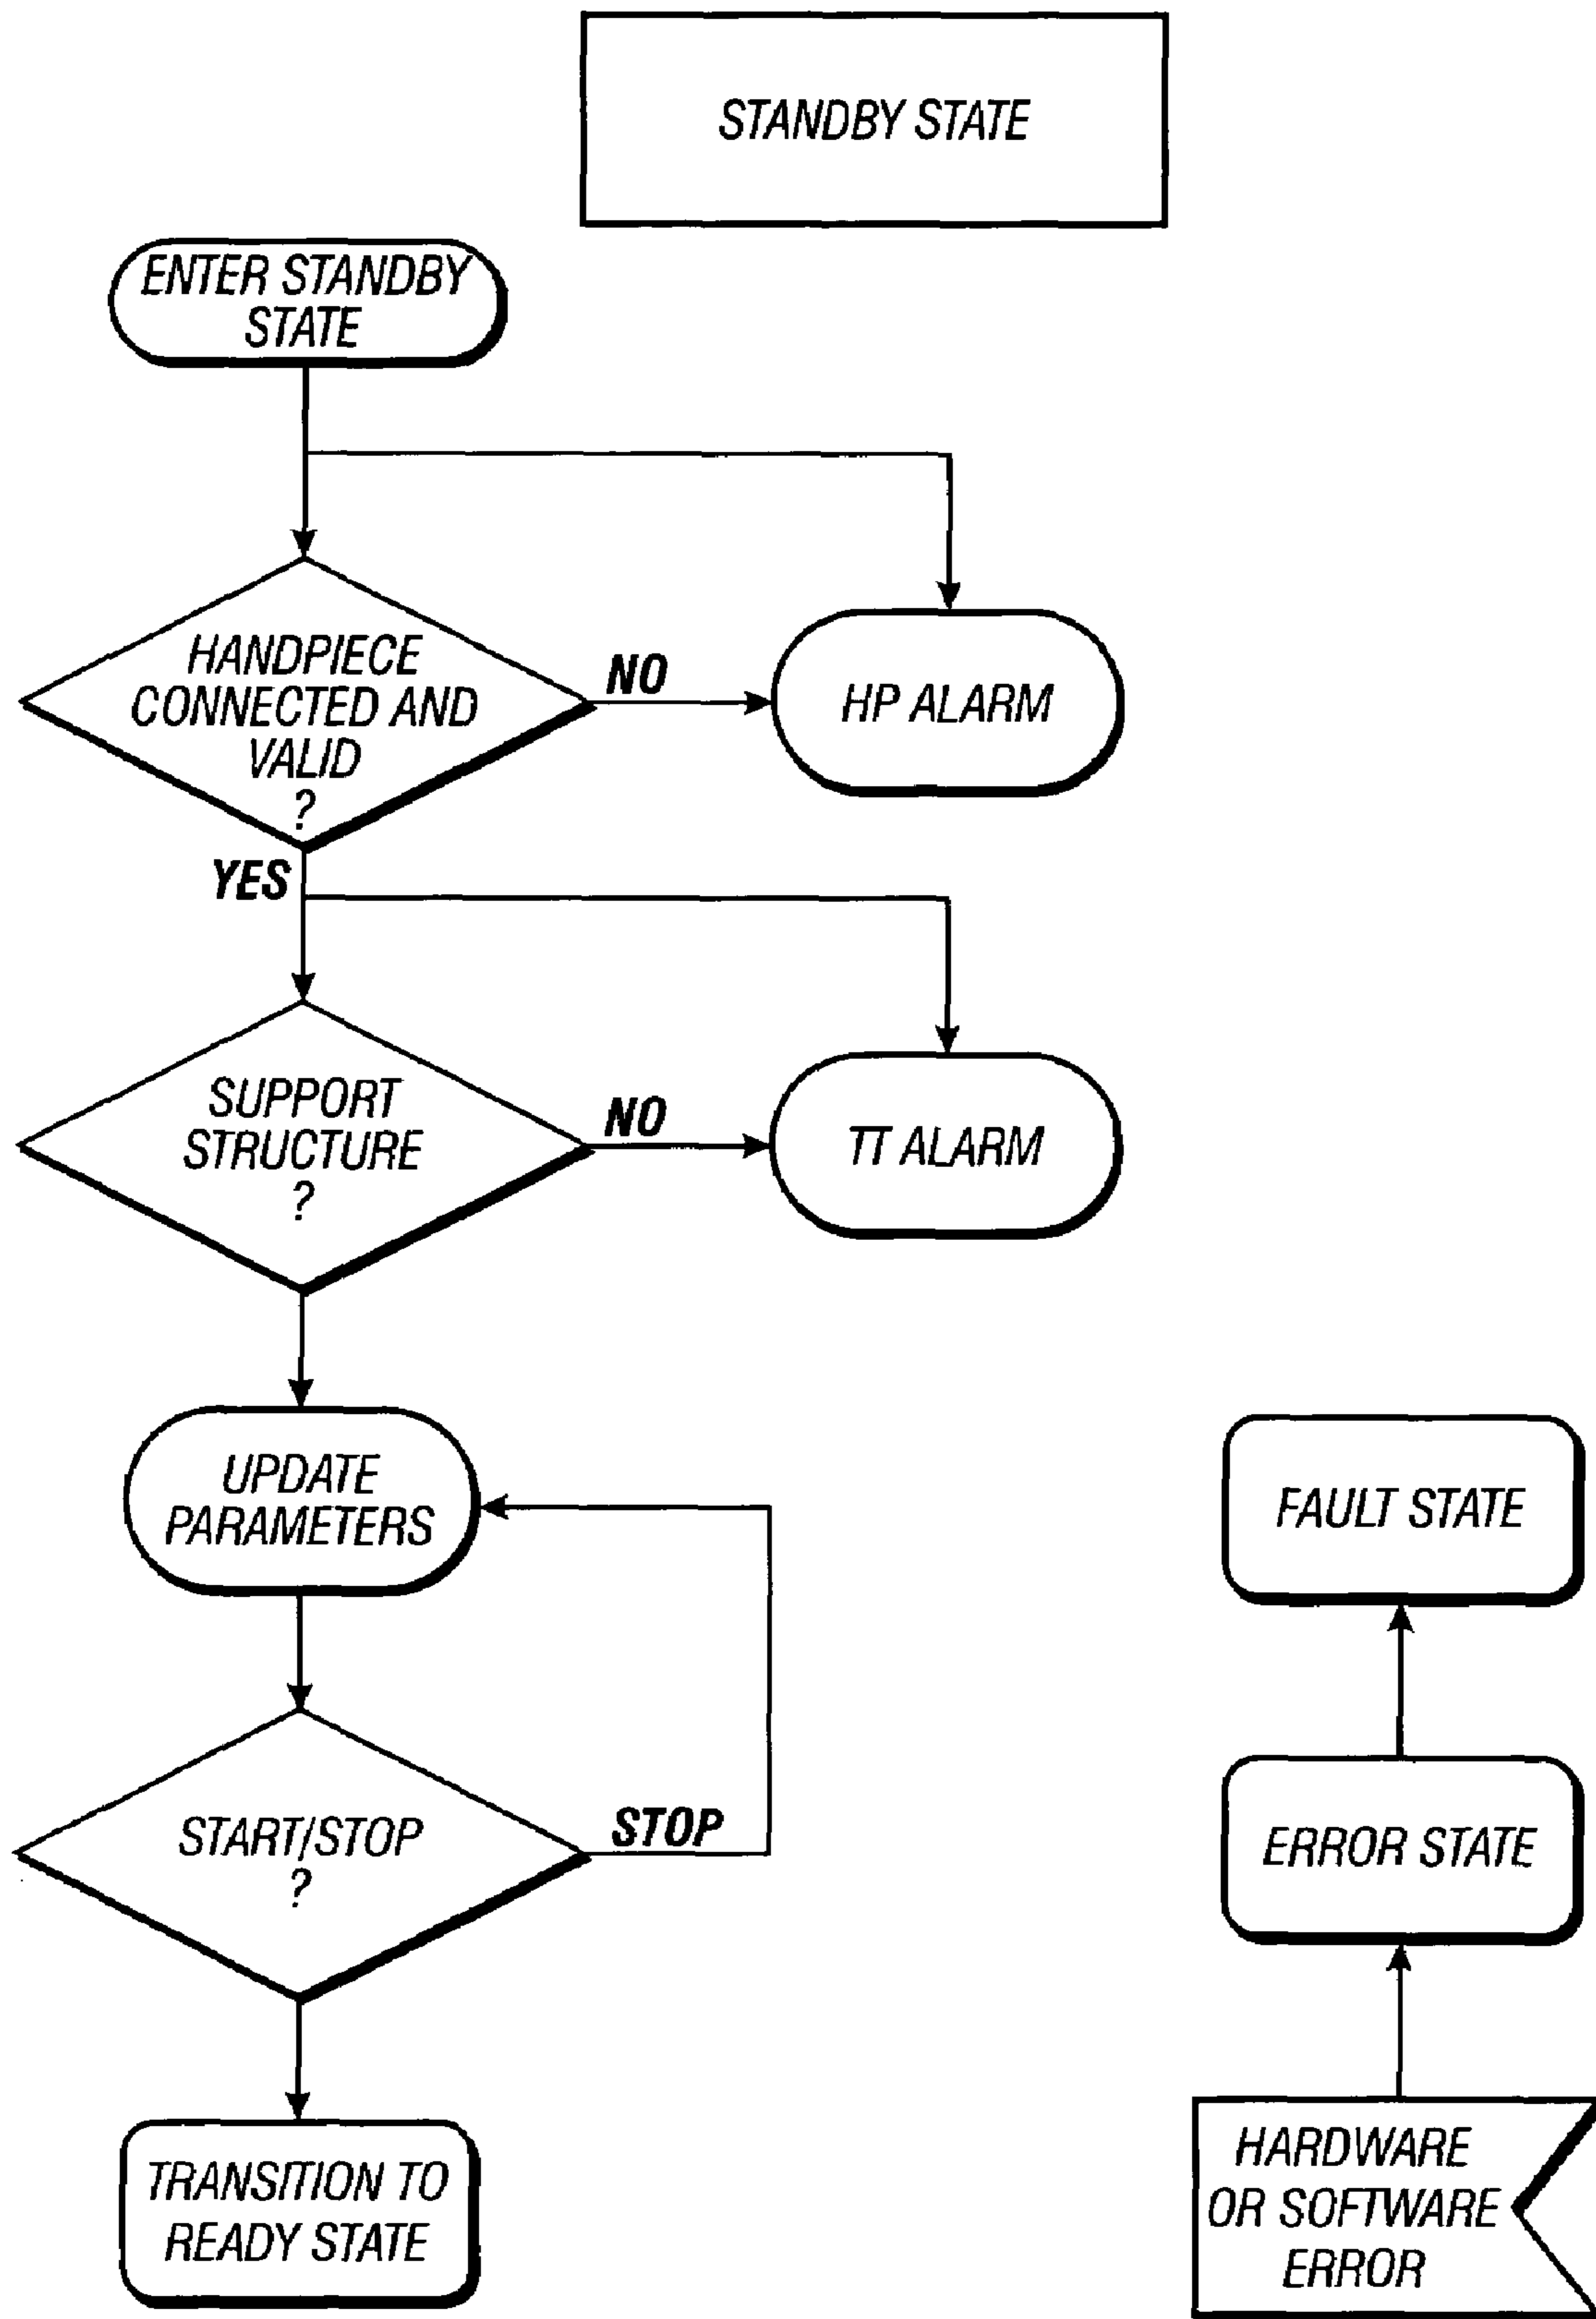 STANDBY STATE
ENTER STANDBY
STATE
HANDPIECE
CONNECTED AND
VALID
?
NO
HP ALARM
YES
SUPPORT
STRUCTURE
?
NO
TT ALARM
UPDATE
PARAMETERS
START/STOP
?
STOP
TRANSITION TO
READY STATE
FAULT STATE
ERROR STATE
HARDWARE
OR SOFTWARE
ERROR